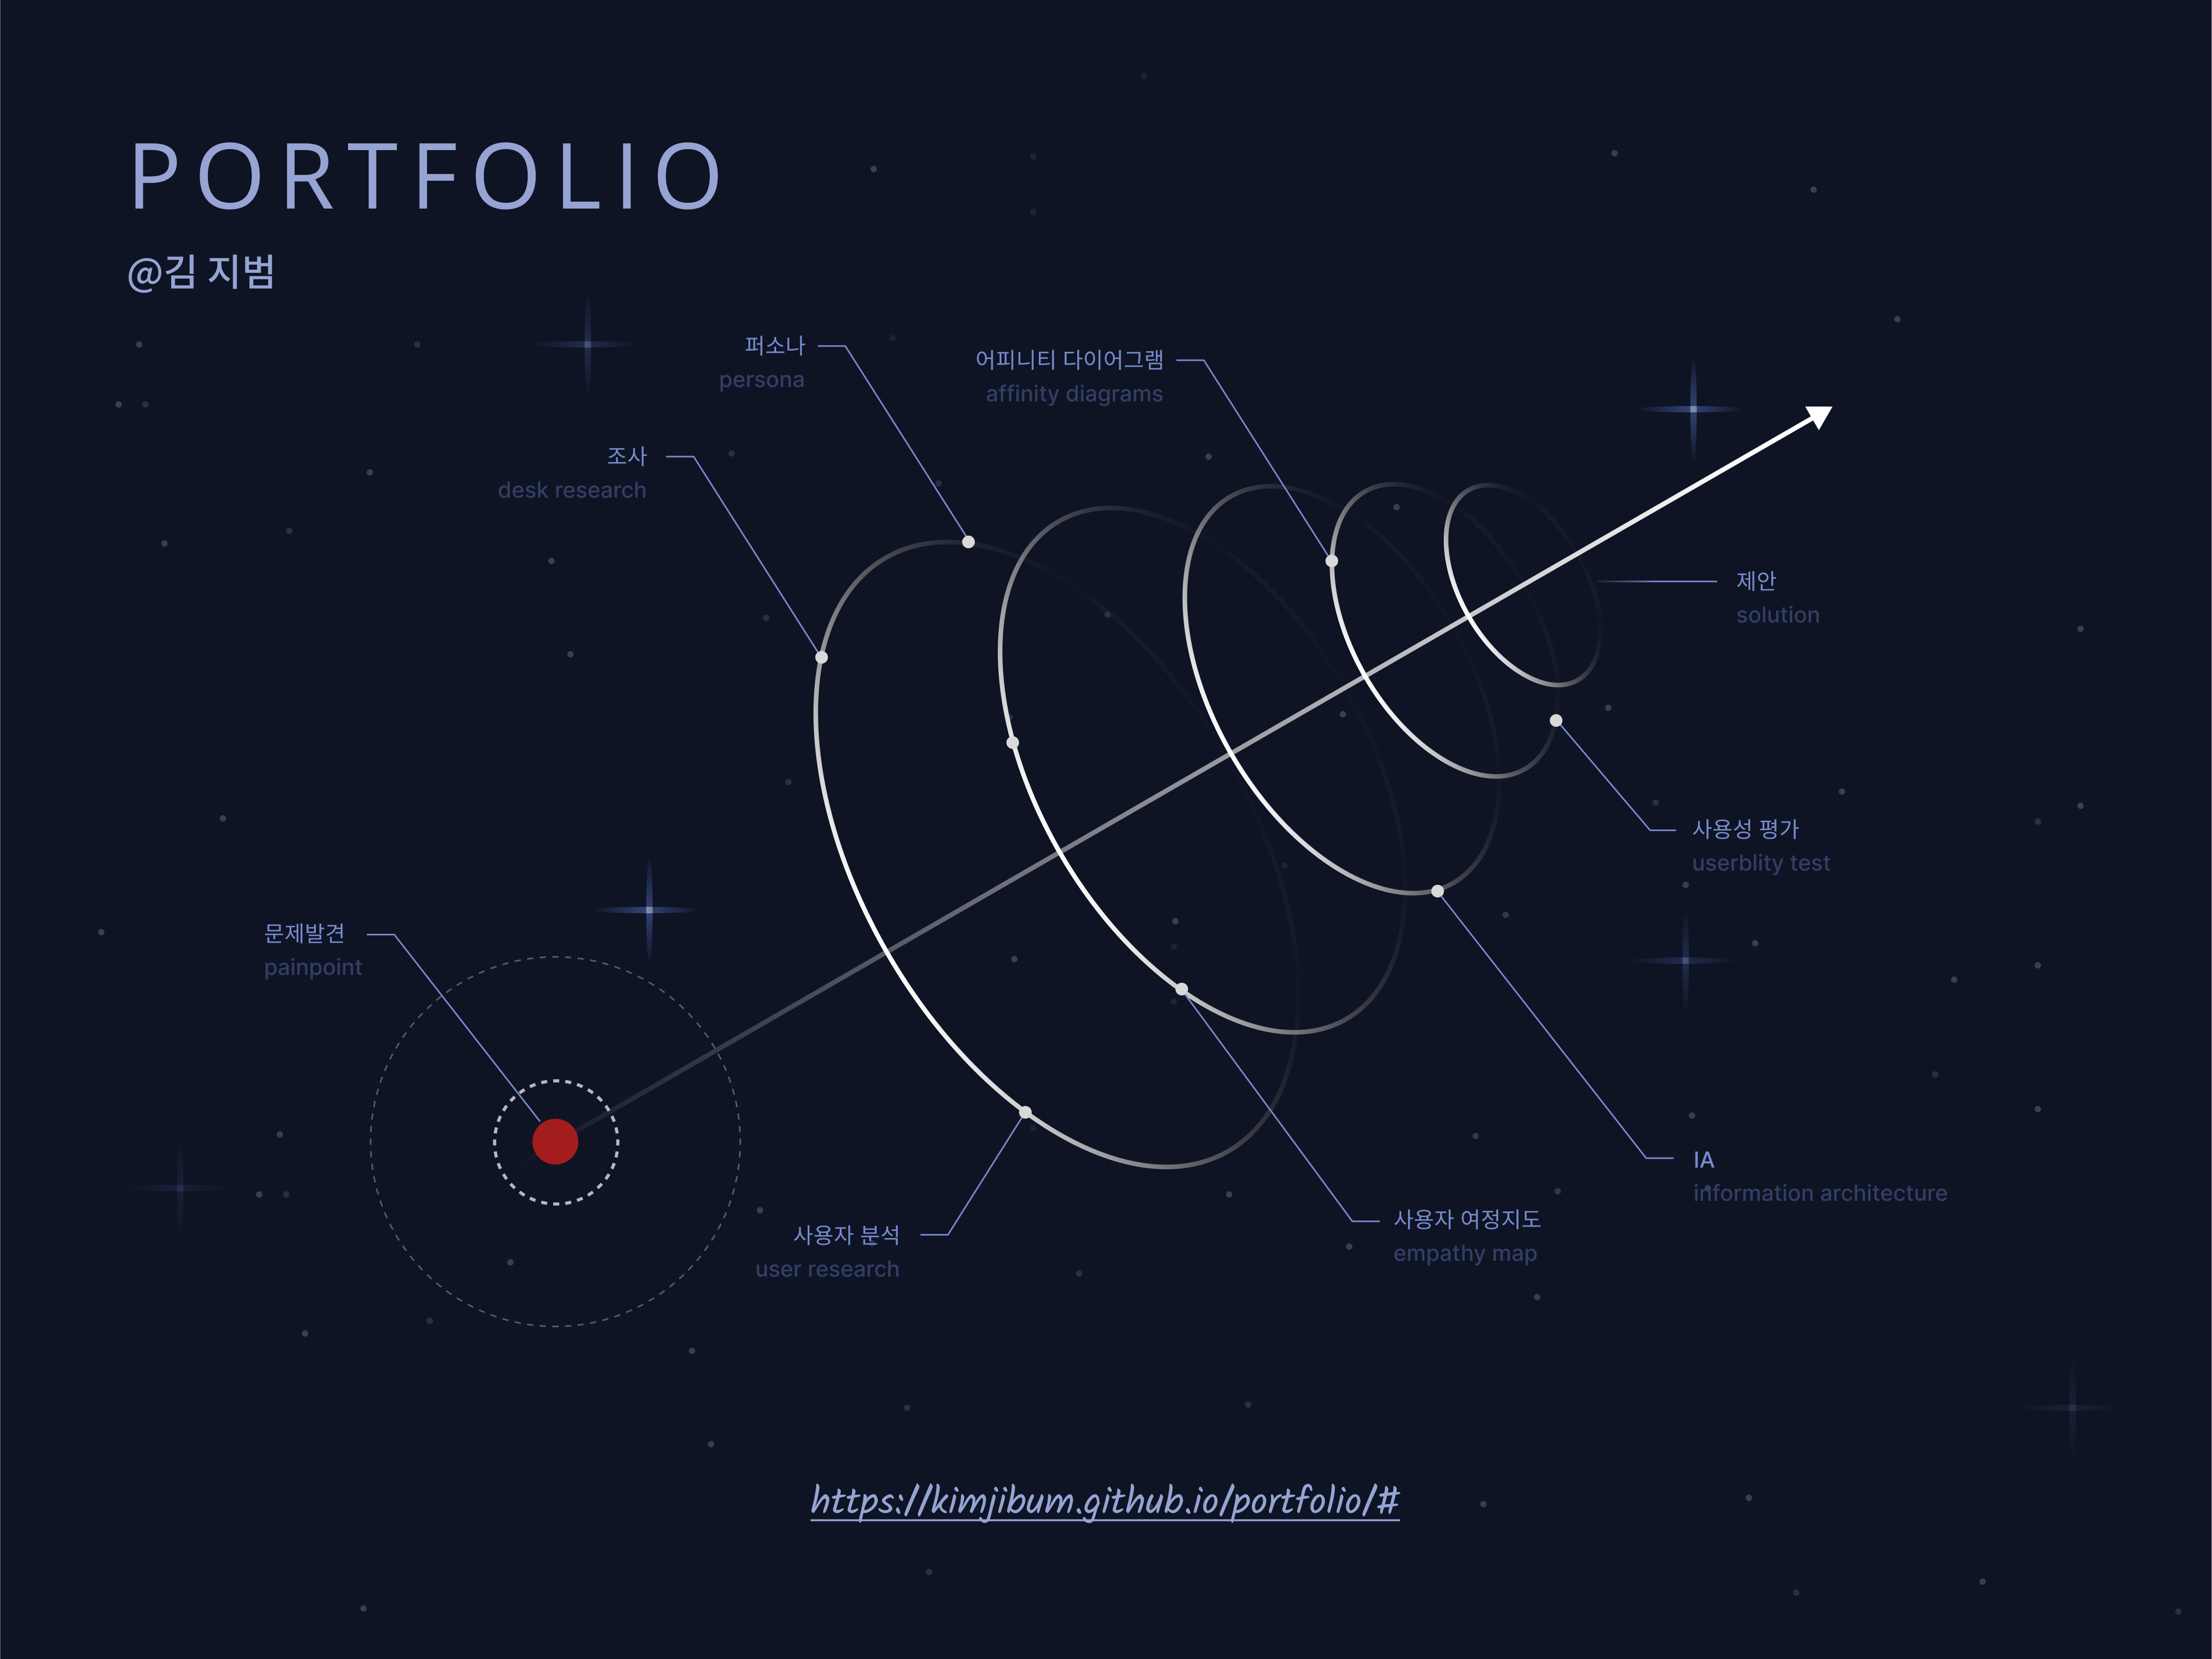 PORTFOLIO
@김 지범
퍼소나
persona
어피니티 다이어그램
affinity diagrams
조사
desk research
제안
solution
사용성 평가
userblity test
문제발견
painpoint
IA
information architecture
사용자 여정지도
empathy map
사용자 분석
user research
https://kimjibum.github.io/portfolio/#